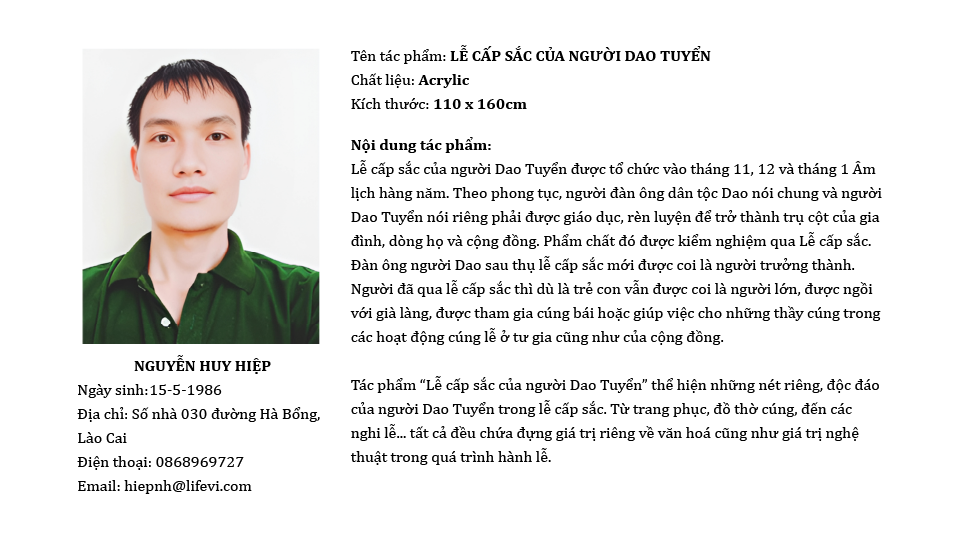 NGUYỄN HUY HIỆP
Ngày sinh:15-5-1986
Địa chỉ: Số nhà 030 đường Hà Bổng,
Lào Cai
Điện thoại: 0868969727
Email: hiepnh@lifevi.com
Tên tác phẩm: LỄ CẤP SẮC CỦA NGƯỜI DAO TUYỂN
Chất liệu: Acrylic
Kích thước: 110 x 160cm
Nội dung tác phẩm:
Lễ cấp sắc của người Dao Tuyển được tổ chức vào tháng 11, 12 và tháng 1 Âm
lịch hàng năm. Theo phong tục, người đàn ông dân tộc Dao nói chung và người
Dao Tuyển nói riêng phải được giáo dục, rèn luyện để trở thành trụ cột của gia
đình, dòng họ và cộng đồng. Phẩm chất đó được kiểm nghiệm qua Lễ cấp sắc.
Đàn ông người Dao sau thụ lễ cấp sắc mới được coi là người trưởng thành.
Người đã qua lễ cấp sắc thì dù là trẻ con vẫn được coi là người lớn, được ngồi
với già làng, được tham gia cúng bái hoặc giúp việc cho những thầy cúng trong
các hoạt động cúng lễ ở tư gia cũng như của cộng đồng.
Tác phẩm “Lễ cấp sắc của người Dao Tuyển” thể hiện những nét riêng, độc đáo
của người Dao Tuyển trong lễ cấp sắc. Từ trang phục, đồ thờ cúng, đến các
nghi lễ... tất cả đều chứa đựng giá trị riêng về văn hoá cũng như giá trị nghệ
thuật trong quá trình hành lễ.